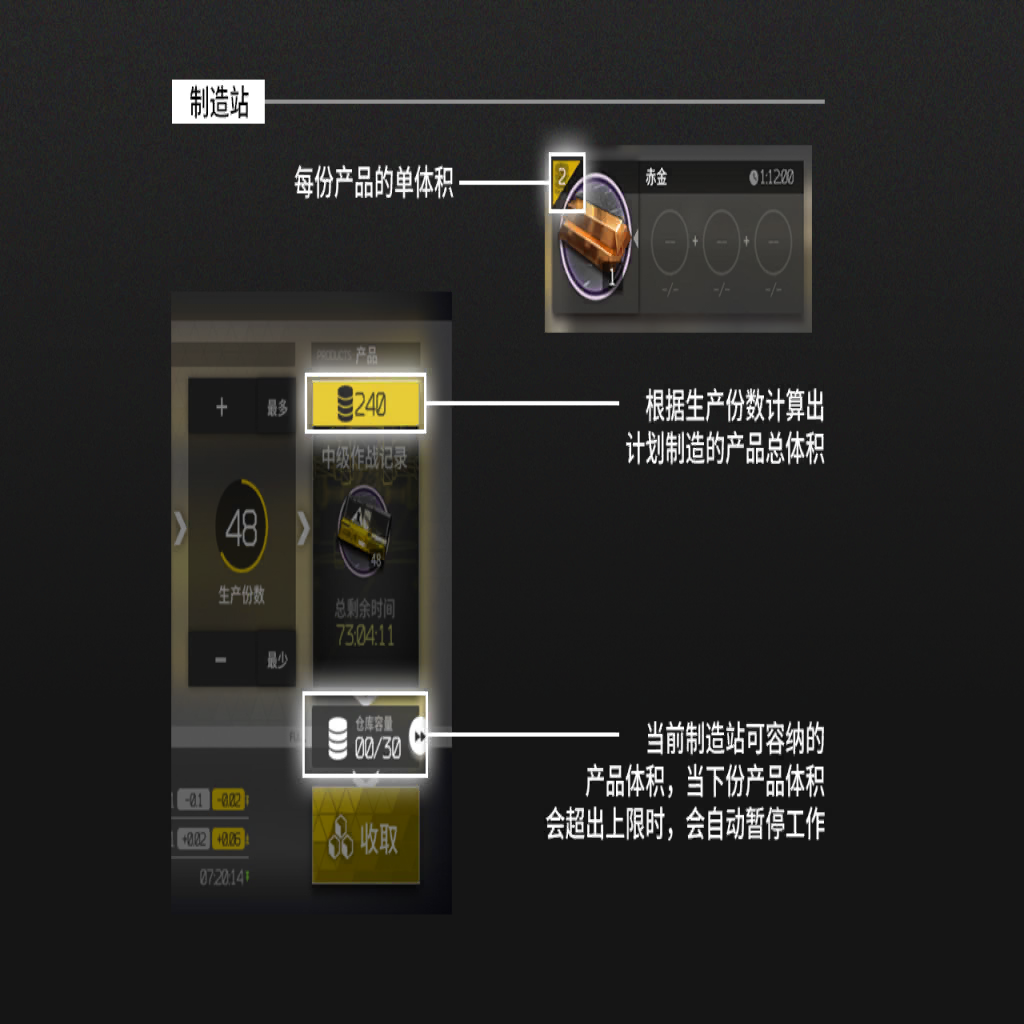 制造站
每份产品的单体积
2
赤金
1:12:00
1
-/-
-/-
-/-
PRODUCTS 产品
+ 最多
240
根据生产份数计算出
计划制造的产品总体积
中级作战记录
48
48
生产份数
总剩余时间
73:04:11
- 最少
仓库容量
00/30
当前制造站可容纳的
产品体积，当下份产品体积
会超出上限时，会自动暂停工作
-0.1 -0.02
+0.02 +0.06
07:20:14
收取